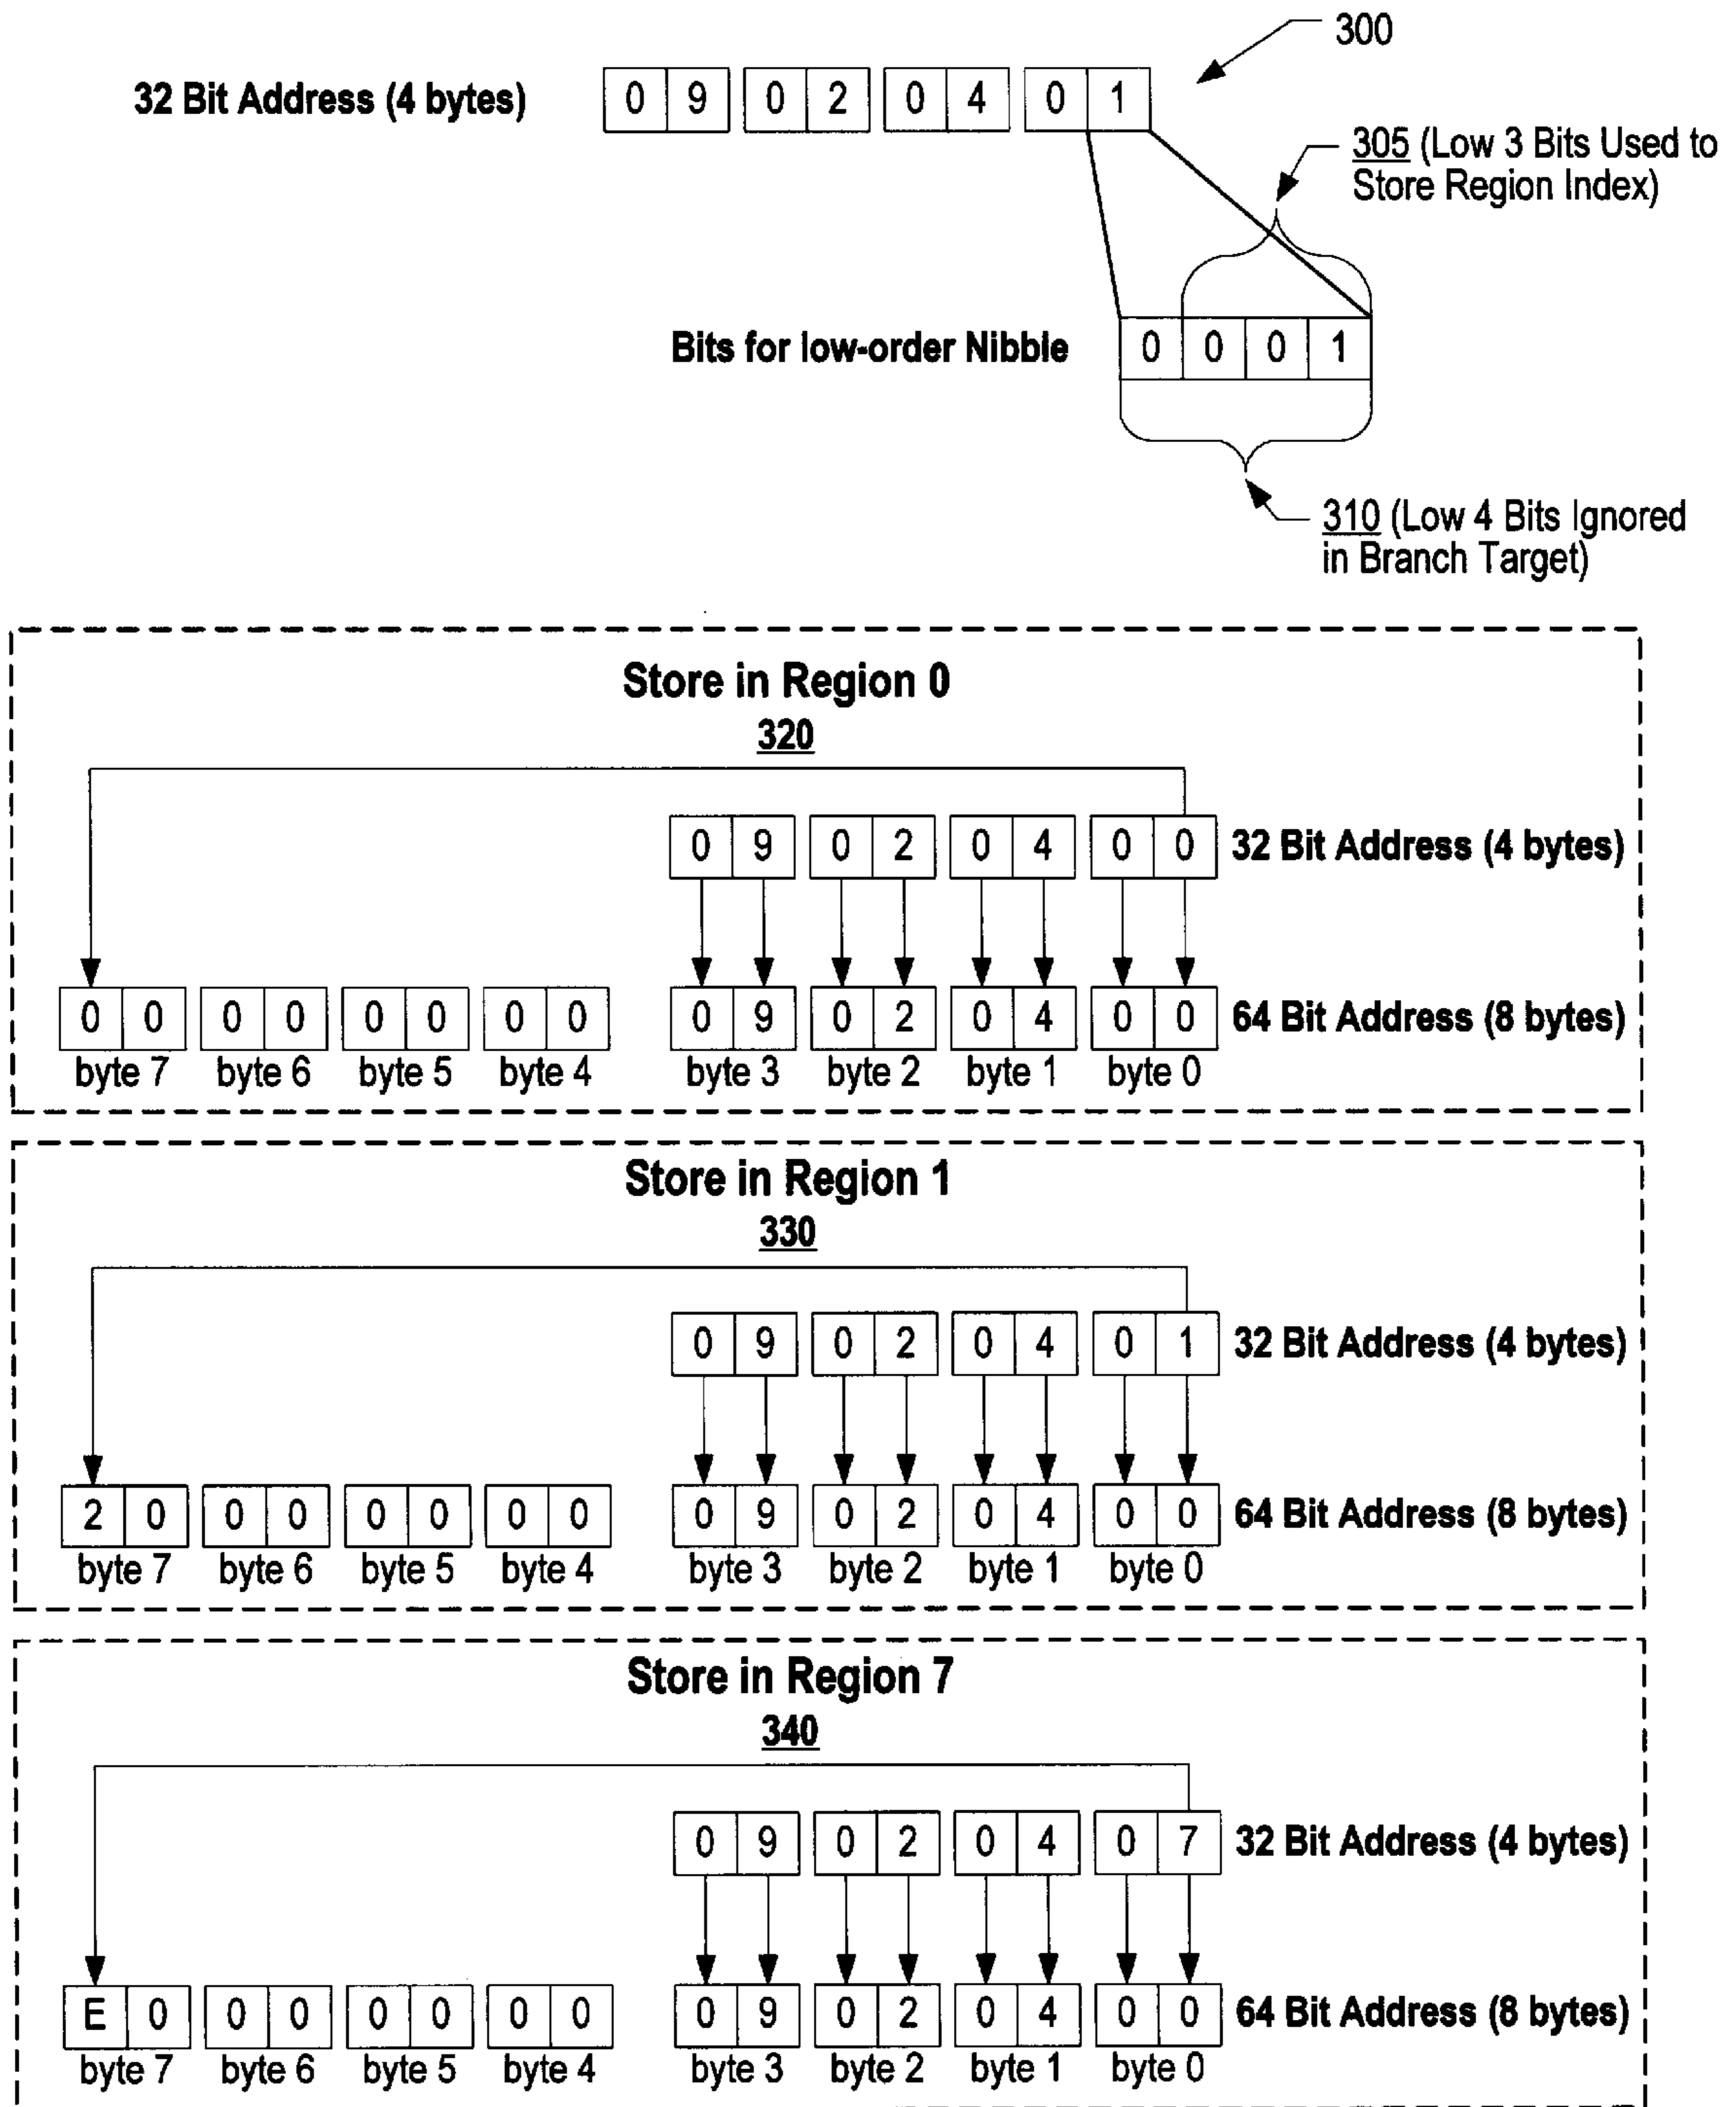 300
32 Bit Address (4 bytes) 0 9 0 2 0 4 0 1
305 (Low 3 Bits Used to
Store Region Index)
Bits for low-order Nibble 0 0 0 1
310 (Low 4 Bits Ignored
in Branch Target)
Store in Region 0
320
0 9 0 2 0 4 0 0 32 Bit Address (4 bytes)
0 0 0 0 0 0 0 0 0 9 0 2 0 4 0 0 64 Bit Address (8 bytes)
byte 7 byte 6 byte 5 byte 4 byte 3 byte 2 byte 1 byte 0
Store in Region 1
330
0 9 0 2 0 4 0 1 32 Bit Address (4 bytes)
2 0 0 0 0 0 0 0 0 9 0 2 0 4 0 0 64 Bit Address (8 bytes)
byte 7 byte 6 byte 5 byte 4 byte 3 byte 2 byte 1 byte 0
Store in Region 7
340
0 9 0 2 0 4 0 7 32 Bit Address (4 bytes)
E 0 0 0 0 0 0 0 0 9 0 2 0 4 0 0 64 Bit Address (8 bytes)
byte 7 byte 6 byte 5 byte 4 byte 3 byte 2 byte 1 byte 0